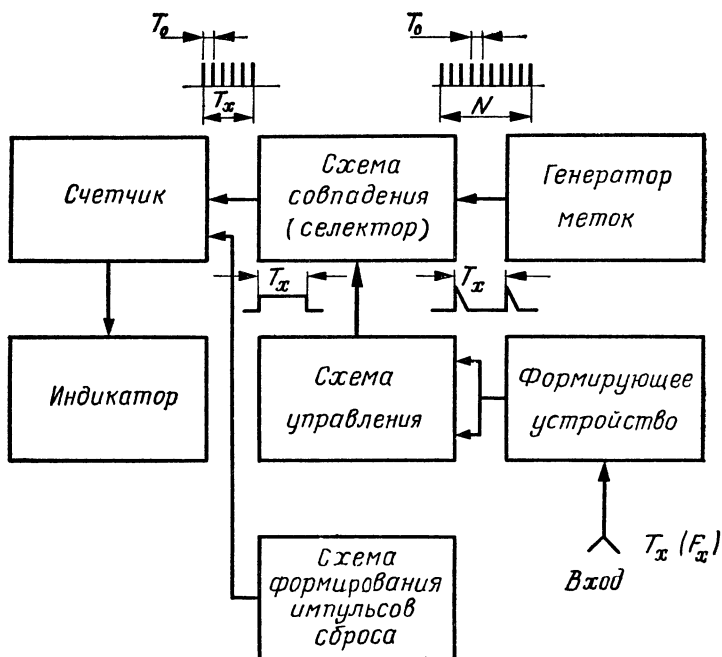 T₀
T₀
Tₓ
N
Счетчик
Схема
совпадения
(селектор)
Генератор
меток
Tₓ
Tₓ
Индикатор
Схема
управления
Формирующее
устройство
Tₓ (Fₓ)
Вход
Схема
формирования
импульсов
сброса